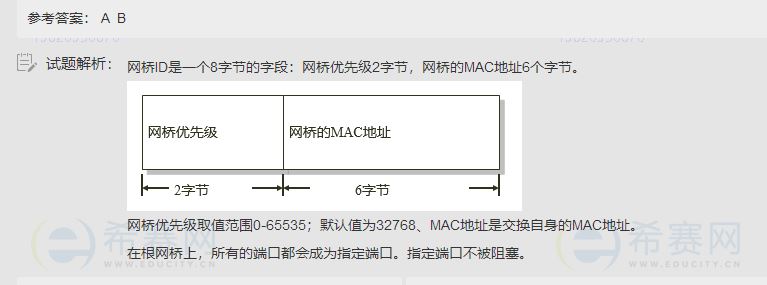 参考答案： A B
试题解析：
网桥ID是一个8字节的字段：网桥优先级2字节，网桥的MAC地址6个字节。
网桥优先级
网桥的MAC地址
2字节
6字节
网桥优先级取值范围0-65535；默认值为32768、MAC地址是交换自身的MAC地址。
在根网桥上，所有的端口都会成为指定端口。指定端口不被阻塞。
希赛网
WWW.EDUCITY.CN
希赛网
WWW.EDUCITY.CN